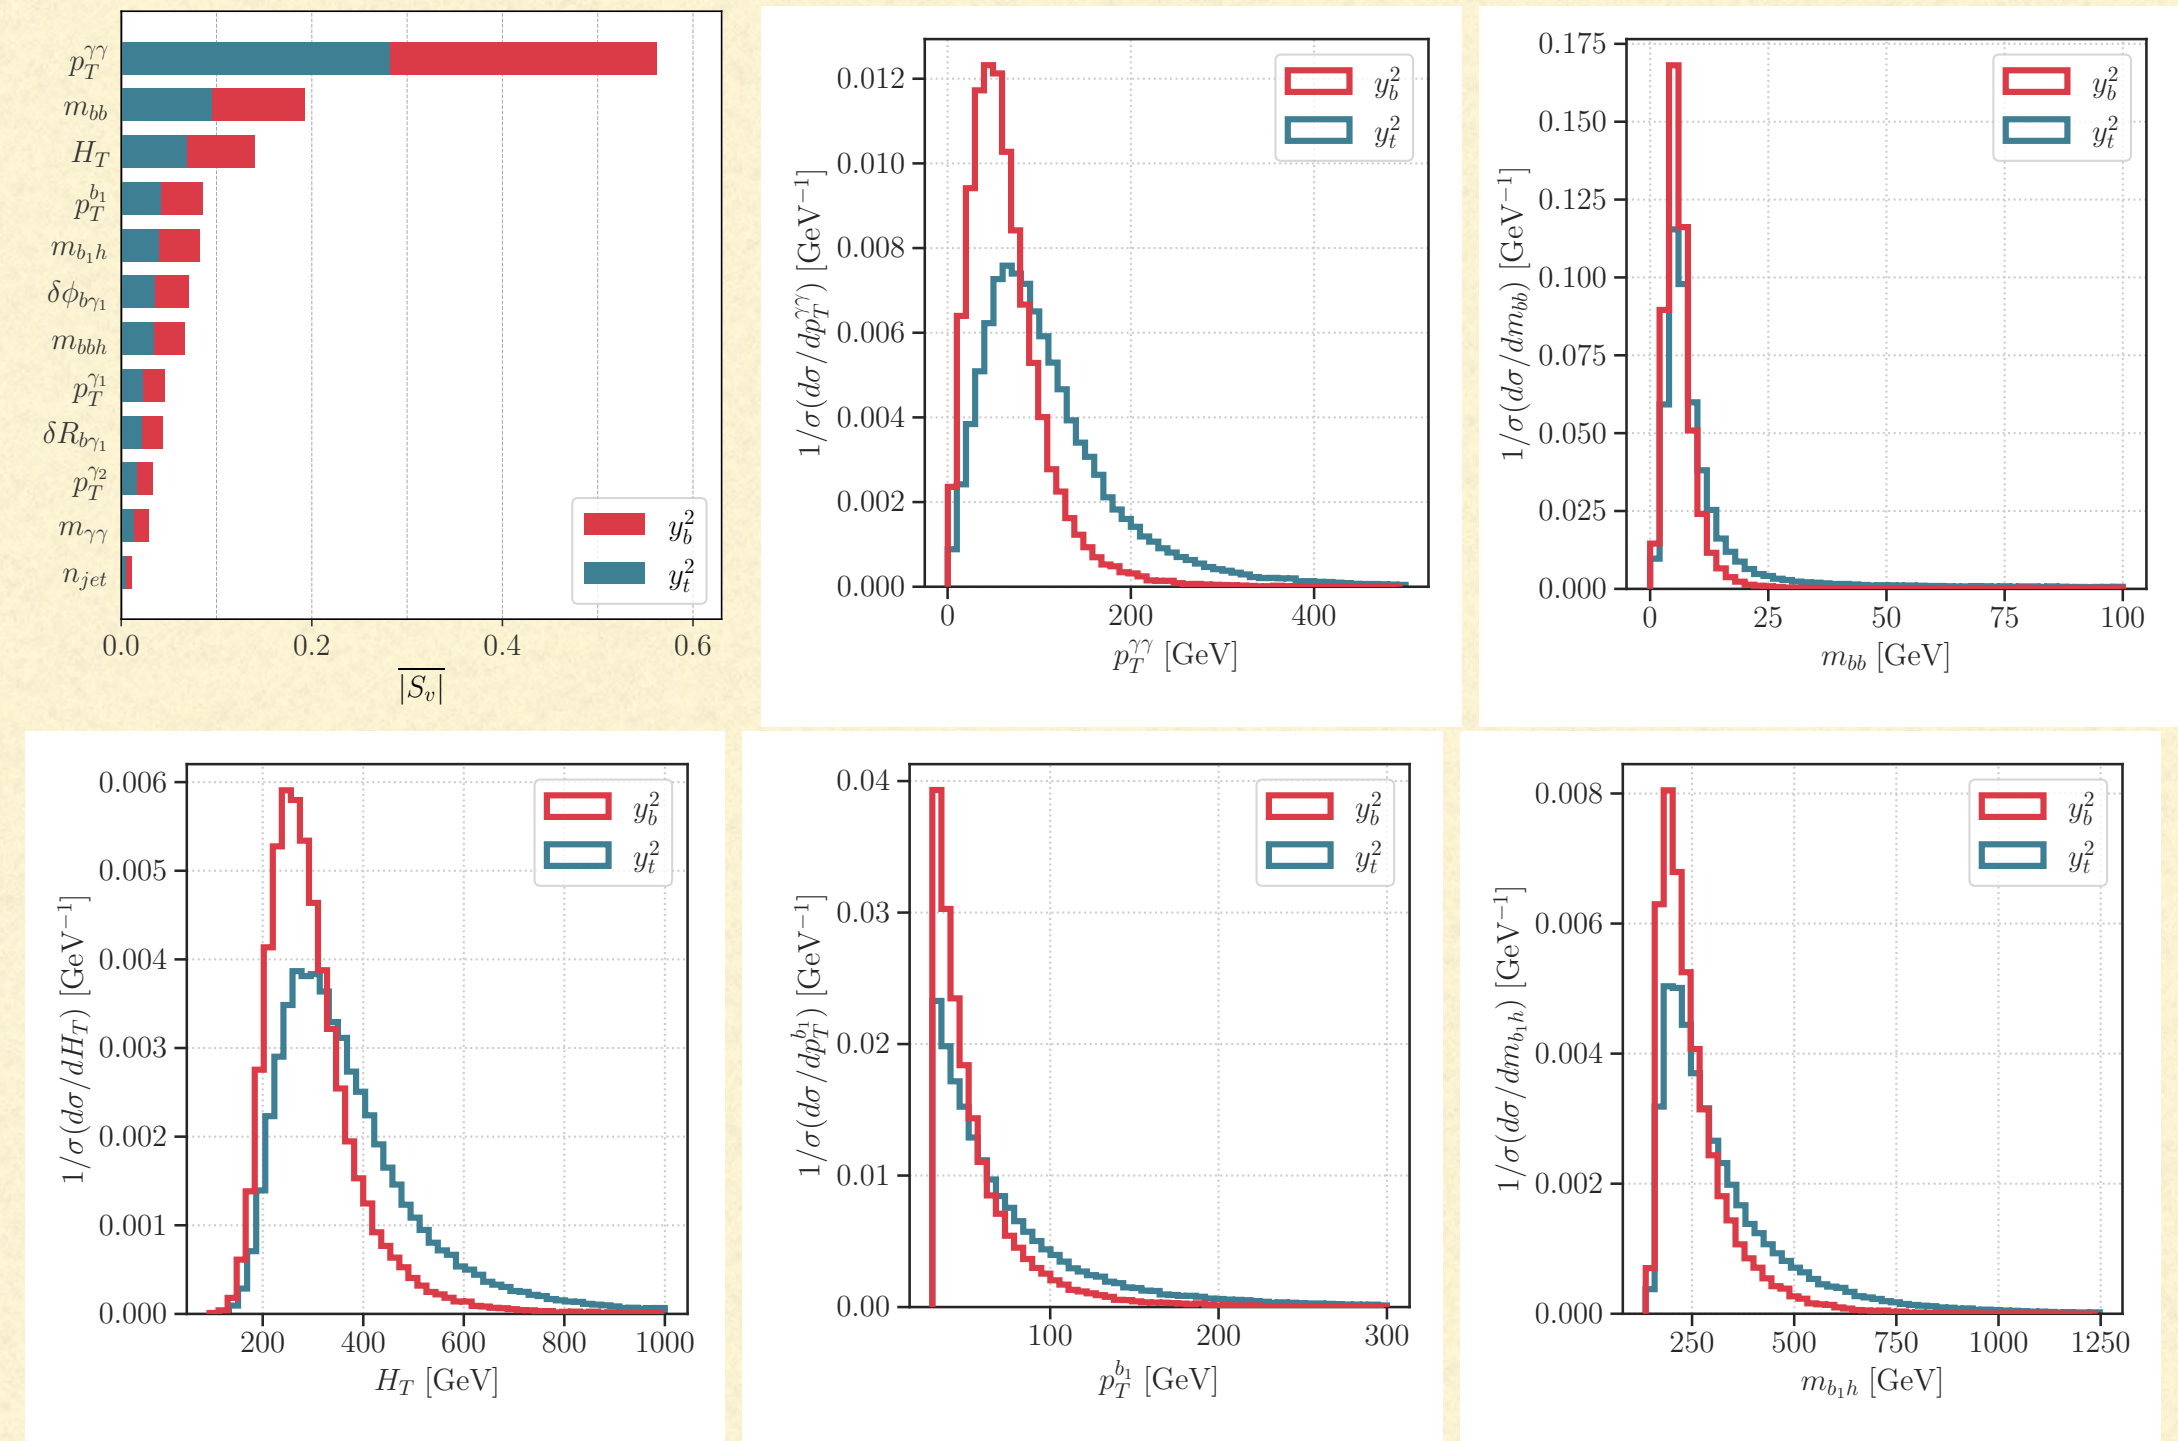 p_T^{γγ}
m_{bb}
H_T
p_T^{b_1}
m_{b_1h}
δϕ_{bγ_1}
m_{bbh}
p_T^{γ_1}
δR_{bγ_1}
p_T^{γ_2}
m_{γγ}
n_{jet}
y_b^2
y_t^2
0.0 0.2 0.4 0.6
|S_v|
1/σ(dσ/dp_T^{γγ}) [GeV^{−1}]
0.012
0.010
0.008
0.006
0.004
0.002
0.000
y_b^2
y_t^2
0 200 400
p_T^{γγ} [GeV]
1/σ(dσ/dm_{bb}) [GeV^{−1}]
0.175
0.150
0.125
0.100
0.075
0.050
0.025
0.000
y_b^2
y_t^2
0 25 50 75 100
m_{bb} [GeV]
1/σ(dσ/dH_T) [GeV^{−1}]
0.006
0.005
0.004
0.003
0.002
0.001
0.000
y_b^2
y_t^2
200 400 600 800 1000
H_T [GeV]
1/σ(dσ/dp_T^{b_1}) [GeV^{−1}]
0.04
0.03
0.02
0.01
0.00
y_b^2
y_t^2
100 200 300
p_T^{b_1} [GeV]
1/σ(dσ/dm_{b_1h}) [GeV^{−1}]
0.008
0.006
0.004
0.002
0.000
y_b^2
y_t^2
250 500 750 1000 1250
m_{b_1h} [GeV]